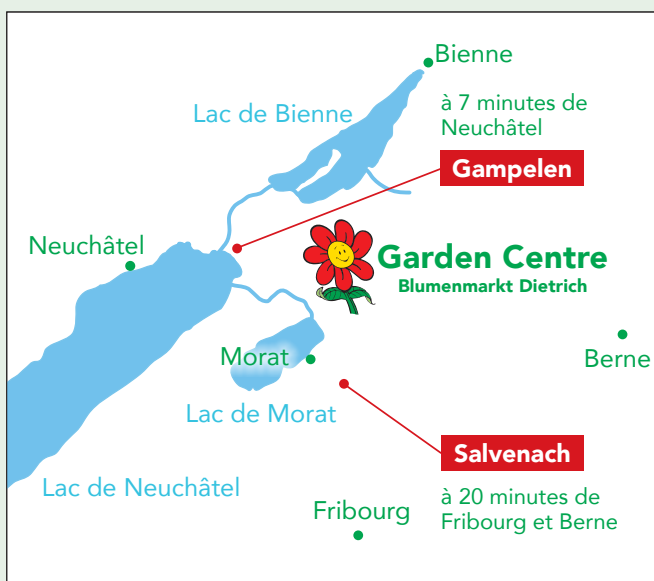 Bienne
Lac de Bienne
à 7 minutes de
Neuchâtel
Gampelen
Neuchâtel
Garden Centre
Blumenmarkt Dietrich
Morat
Berne
Lac de Morat
Salvenach
Lac de Neuchâtel
à 20 minutes de
Fribourg et Berne
Fribourg